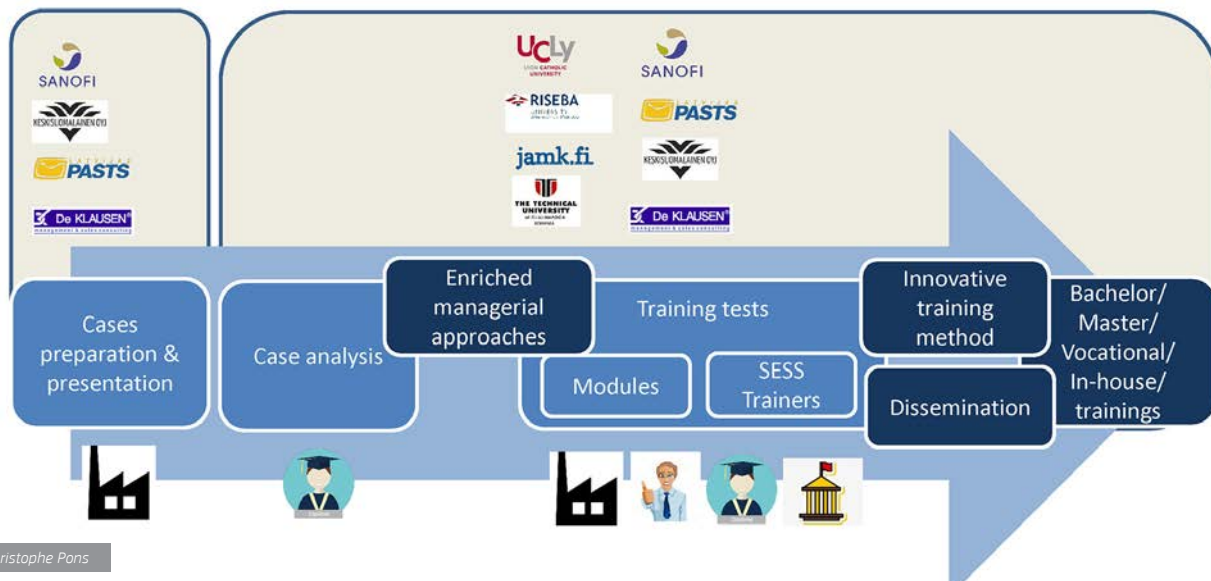 SANOFI
KESKISUOMALAINEN OYJ
LATVIJAS
PASTS
De KLAUSEN®
management & sales consulting
UCLy
LYON CATHOLIC
UNIVERSITY
RISEBA
jamk.fi
THE TECHNICAL
UNIVERSITY
SANOFI
LATVIJAS
PASTS
KESKISUOMALAINEN OYJ
De KLAUSEN®
management & sales consulting
Cases
preparation &
presentation
Case analysis
Enriched
managerial
approaches
Training tests
Modules
SESS
Trainers
Innovative
training
method
Dissemination
Bachelor/
Master/
Vocational/
In-house/
trainings
ristophe Pons